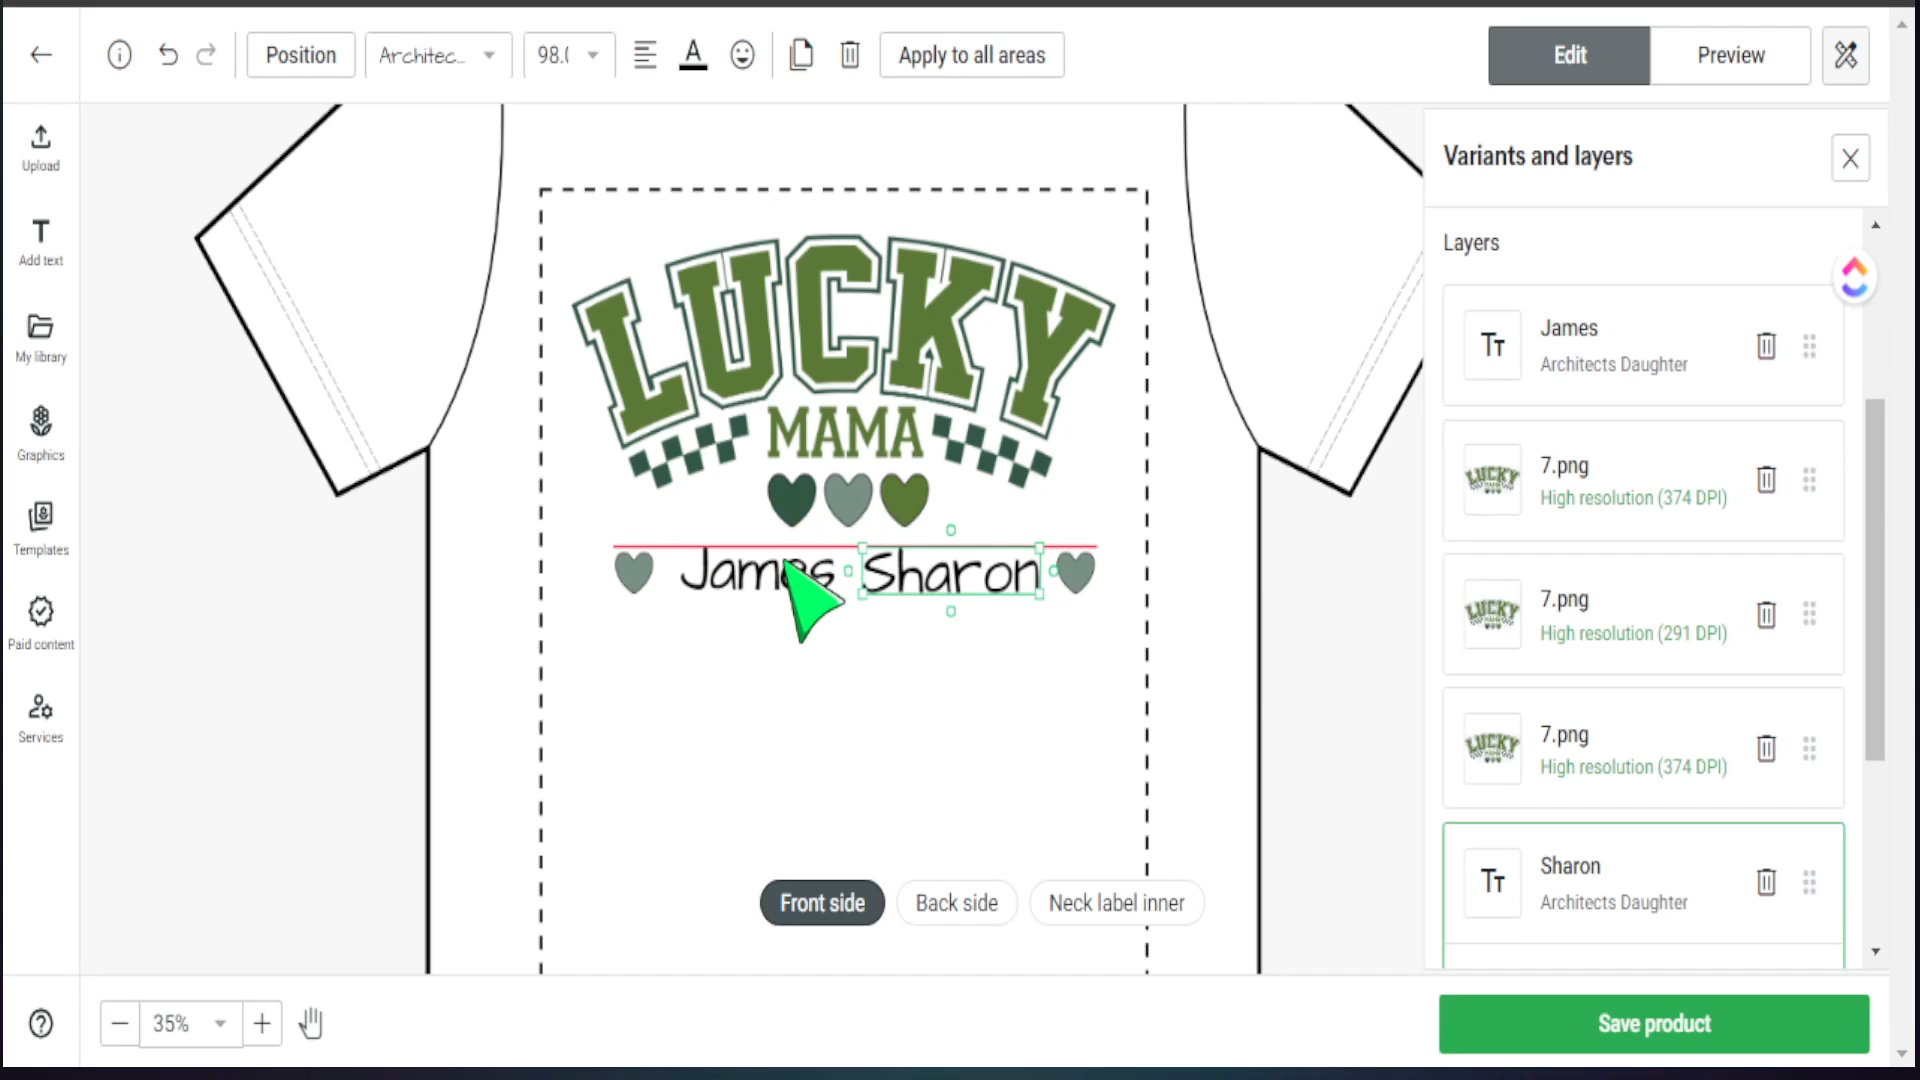 Position
Architec...
98.(
A
Apply to all areas
Edit
Preview
Upload
Add text
My library
Graphics
Templates
Paid content
Services
LUCKY
MAMA
James Sharon
Front side
Back side
Neck label inner
Variants and layers
Layers
James
Architects Daughter
7.png
High resolution (374 DPI)
7.png
High resolution (291 DPI)
7.png
High resolution (374 DPI)
Sharon
Architects Daughter
35%
Save product